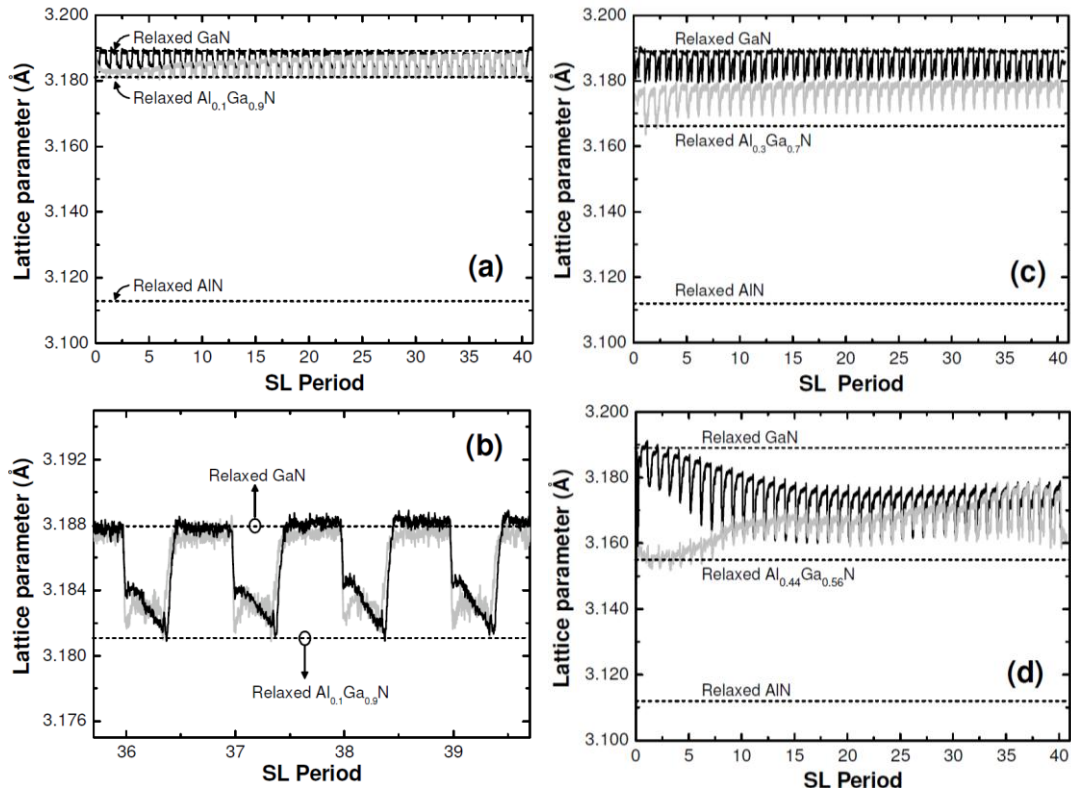 3.200
Relaxed GaN
3.180
Relaxed Al0.1Ga0.9N
3.160
3.140
3.120
Relaxed AlN
3.100
(a)
0 5 10 15 20 25 30 35 40
SL Period
Lattice parameter (Å)
3.192
(b)
Relaxed GaN
3.188
3.184
3.180
Relaxed Al0.1Ga0.9N
3.176
36 37 38 39
SL Period
Lattice parameter (Å)
3.200
Relaxed GaN
3.180
3.160
Relaxed Al0.3Ga0.7N
3.140
3.120
Relaxed AlN
3.100
(c)
0 5 10 15 20 25 30 35 40
SL Period
Lattice parameter (Å)
3.200
Relaxed GaN
3.180
3.160
Relaxed Al0.44Ga0.56N
3.140
3.120
Relaxed AlN
3.100
(d)
0 5 10 15 20 25 30 35 40
SL Period
Lattice parameter (Å)